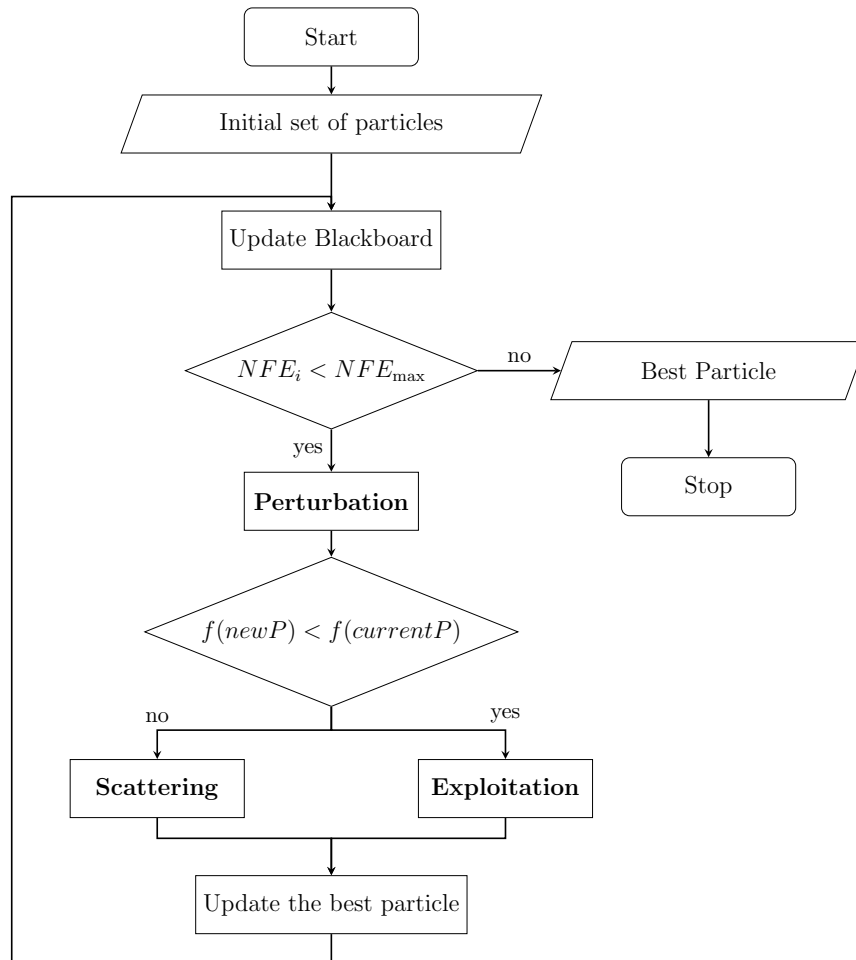 Start
Initial set of particles
Update Blackboard
NFE_i < NFE_max
no
Best Particle
yes
Stop
Perturbation
f(newP) < f(currentP)
no
yes
Scattering
Exploitation
Update the best particle